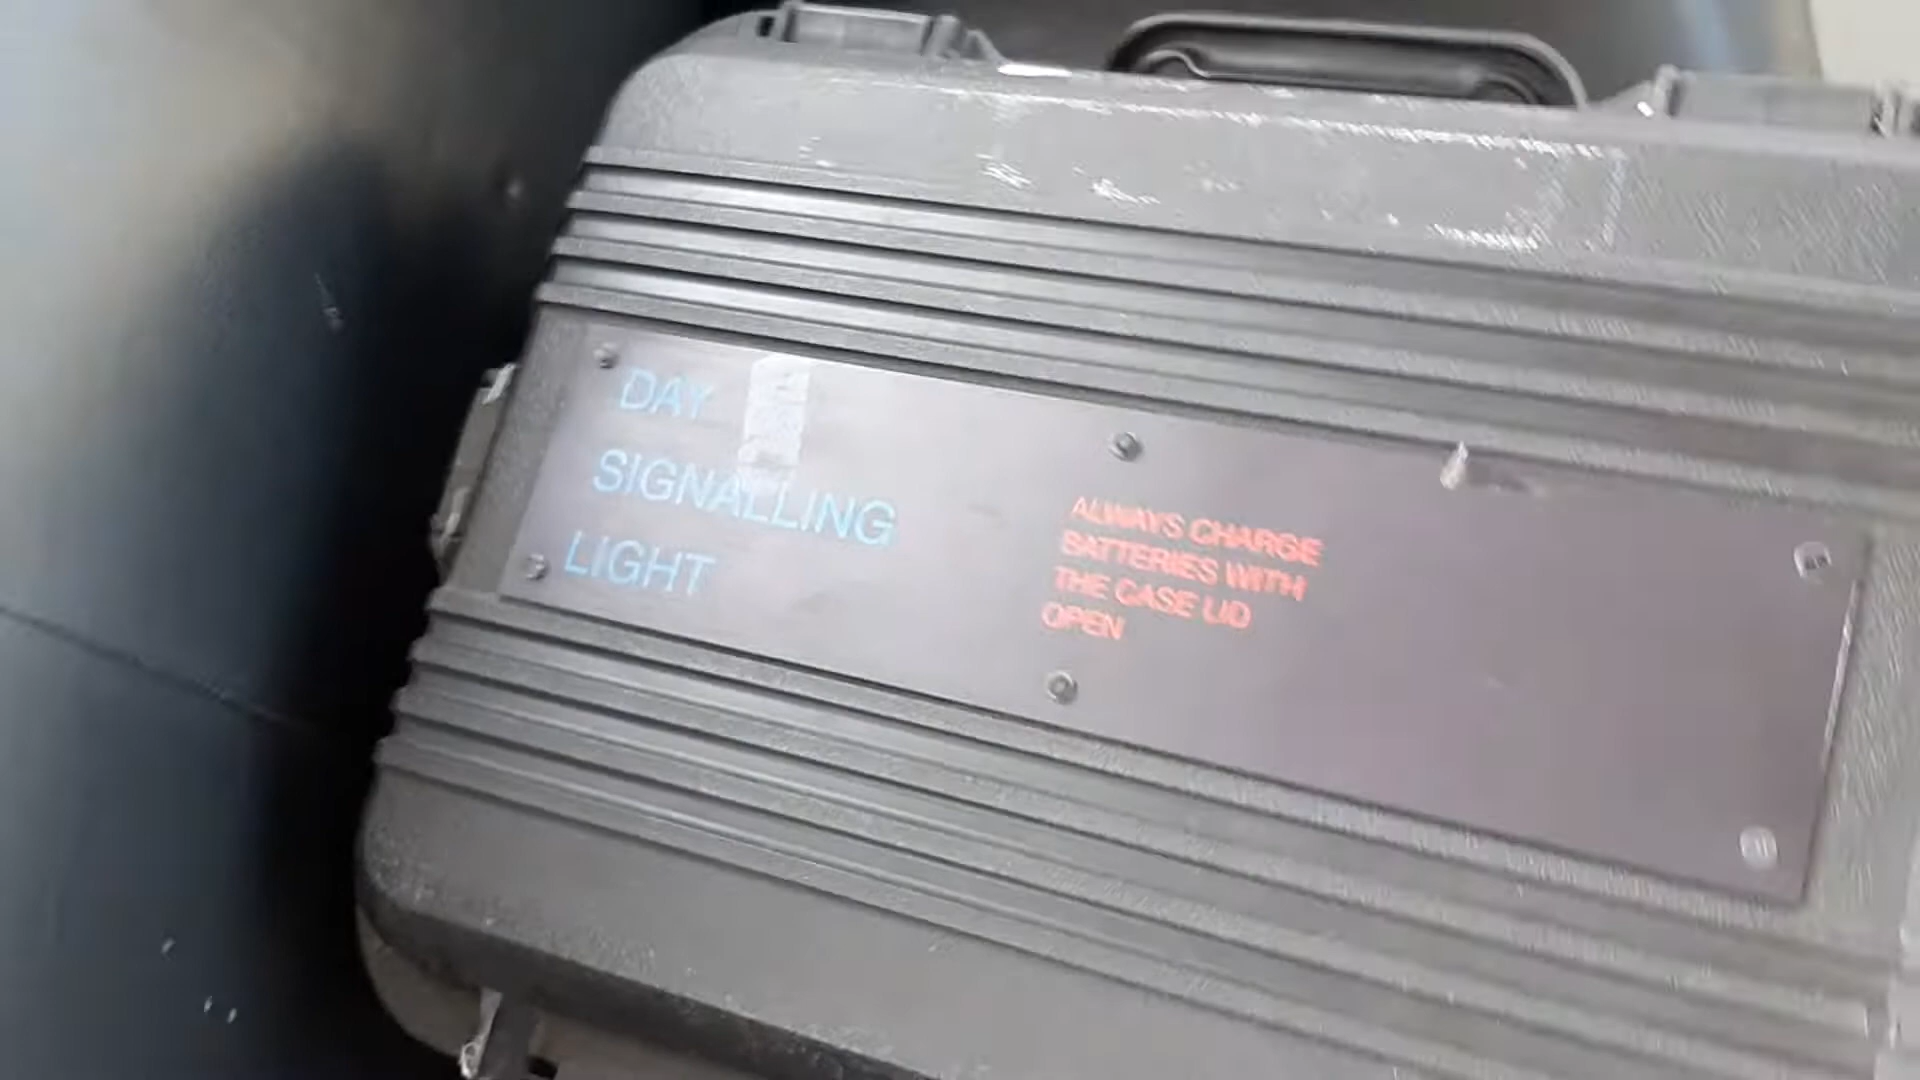 DAY
SIGNALLING
LIGHT
ALWAYS CHARGE
BATTERIES WITH
THE CASE LID
OPEN